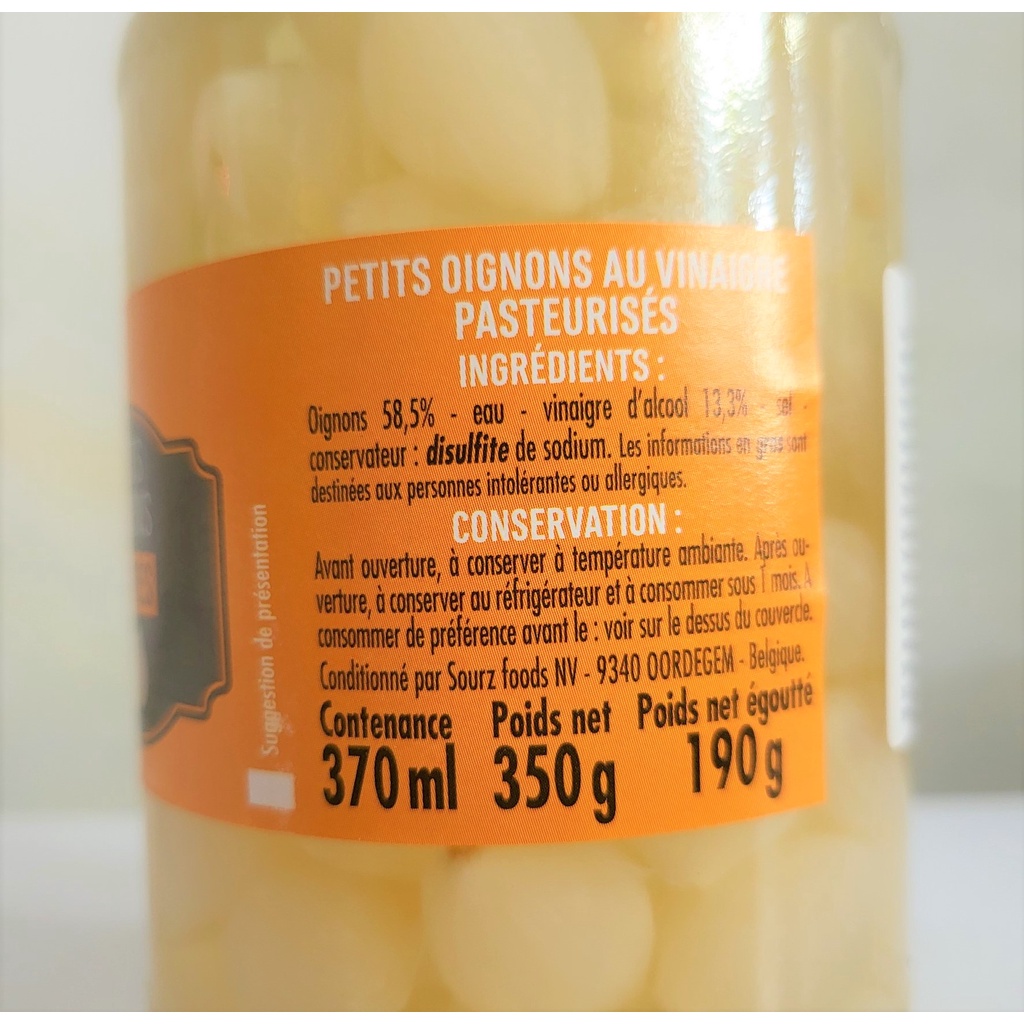 PETITS OIGNONS AU VINAIGRE
PASTEURISÉS
INGRÉDIENTS :
Oignons 58,5% - eau - vinaigre d'alcool 13,3% - sel -
conservateur : disulfite de sodium. Les informations en gras sont
destinées aux personnes intolérantes ou allergiques.
CONSERVATION :
Avant ouverture, à conserver à température ambiante. Après ou-
verture, à conserver au réfrigérateur et à consommer sous 1 mois. A
consommer de préférence avant le : voir sur le dessus du couvercle.
Conditionné par Sourz foods NV - 9340 OORDEGEM - Belgique.
Contenance Poids net Poids net égoutté
370 ml 350 g 190 g
Suggestion de présentation